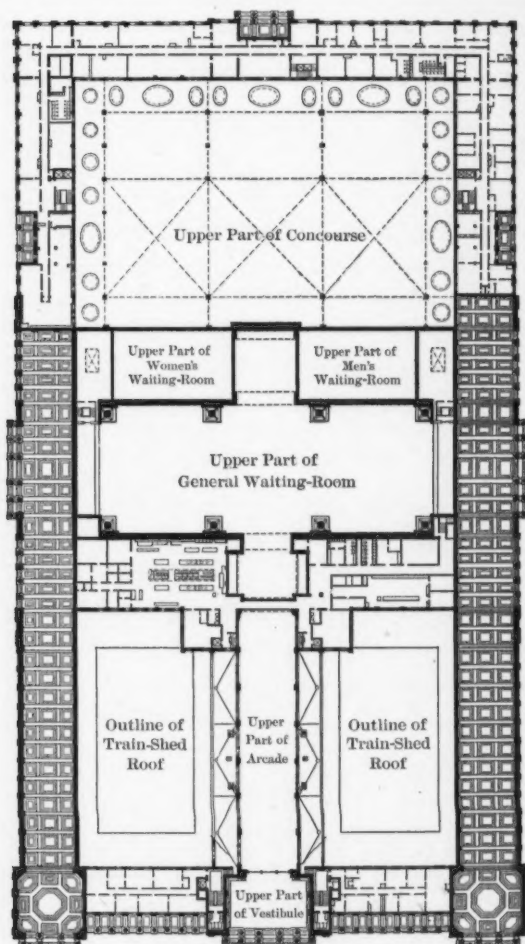 Upper Part of Concourse
Upper Part of
Women's
Waiting-Room
Upper Part of
Men's
Waiting-Room
Upper Part of
General Waiting-Room
Outline of
Train-Shed
Roof
Upper
Part of
Arcade
Outline of
Train-Shed
Roof
Upper Part
of Vestibule